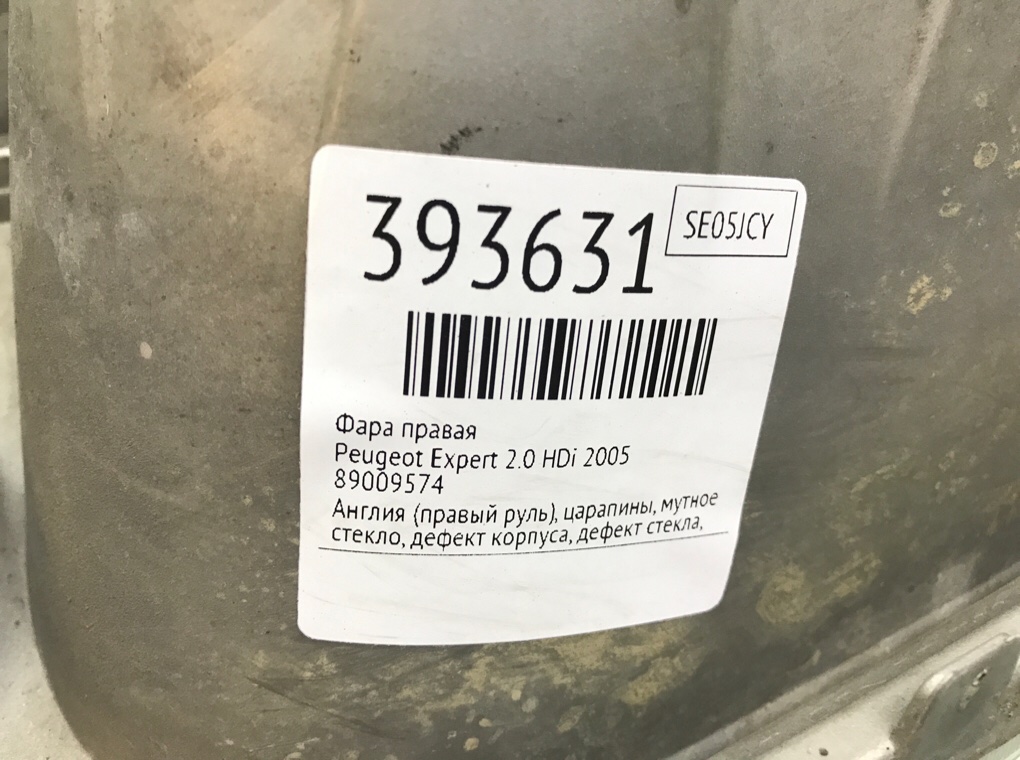 393631
SE05JCY
Фара правая
Peugeot Expert 2.0 HDi 2005
89009574
Англия (правый руль), царапины, мутное
стекло, дефект корпуса, дефект стекла,